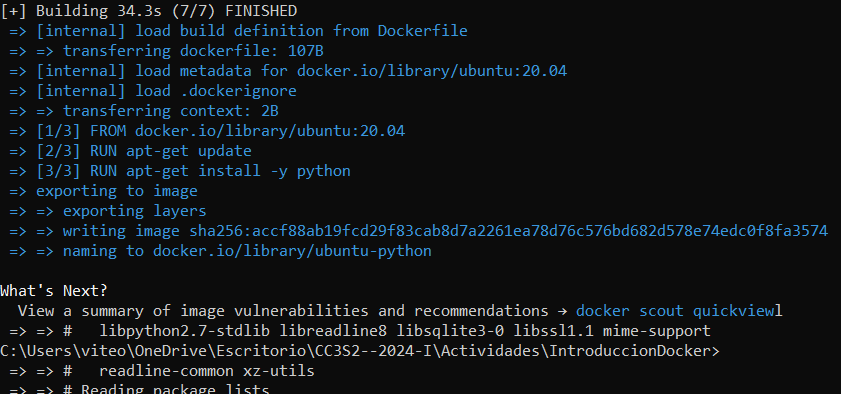 [+] Building 34.3s (7/7) FINISHED
=> [internal] load build definition from Dockerfile
=> => transferring dockerfile: 107B
=> [internal] load metadata for docker.io/library/ubuntu:20.04
=> [internal] load .dockerignore
=> => transferring context: 2B
=> [1/3] FROM docker.io/library/ubuntu:20.04
=> [2/3] RUN apt-get update
=> [3/3] RUN apt-get install -y python
=> exporting to image
=> => exporting layers
=> => writing image sha256:accf88ab19fcd29f83cab8d7a2261ea78d76c576bd682d578e74edc0f8fa3574
=> => naming to docker.io/library/ubuntu-python
What's Next?
View a summary of image vulnerabilities and recommendations → docker scout quickviewl
=> => #   libpython2.7-stdlib libreadline8 libsqlite3-0 libssl1.1 mime-support
C:\Users\viteo\OneDrive\Escritorio\CC3S2--2024-I\Actividades\IntroduccionDocker>
=> => #   readline-common xz-utils
=> => # Reading package lists